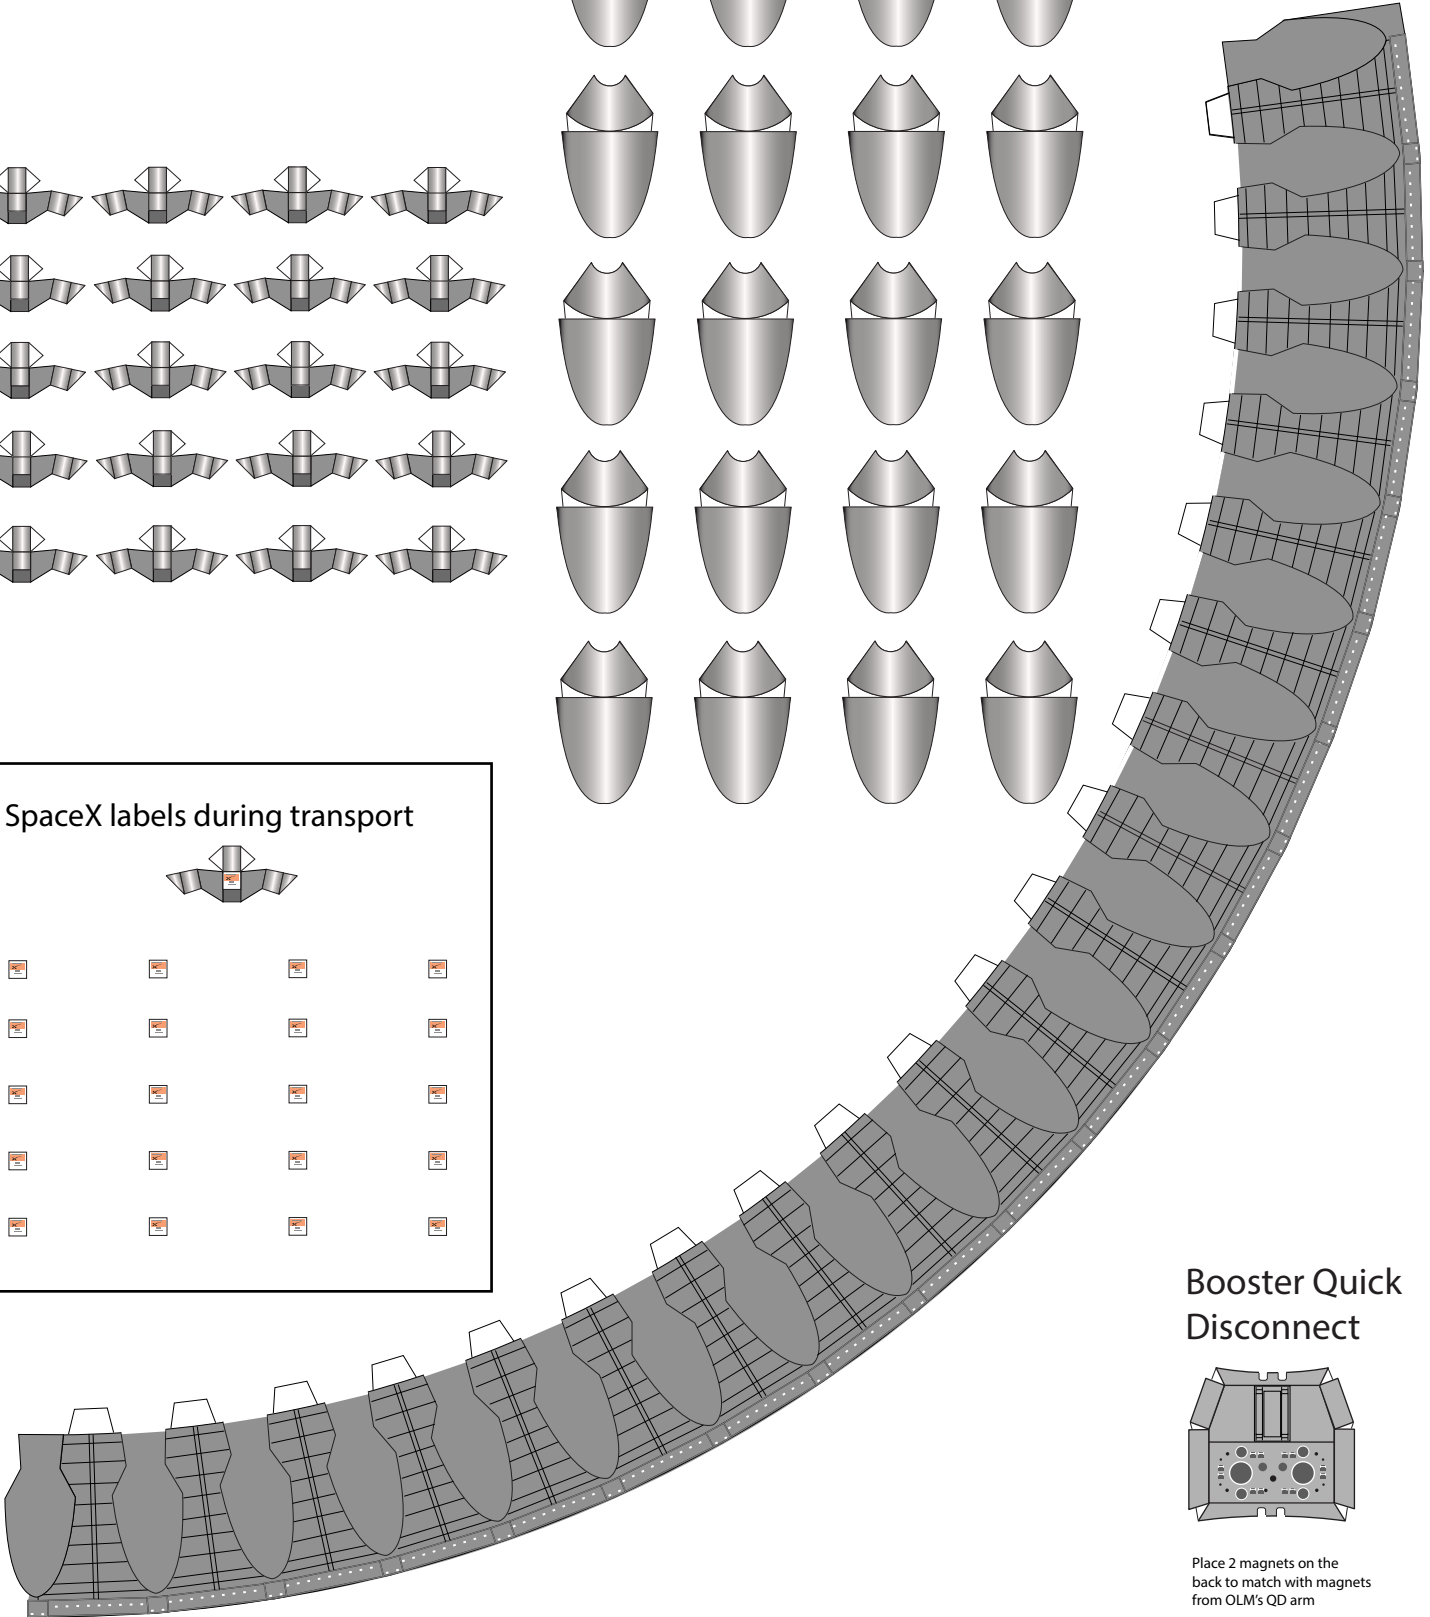 SpaceX labels during transport
Booster Quick
Disconnect
Place 2 magnets on the
back to match with magnets
from OLM's QD arm